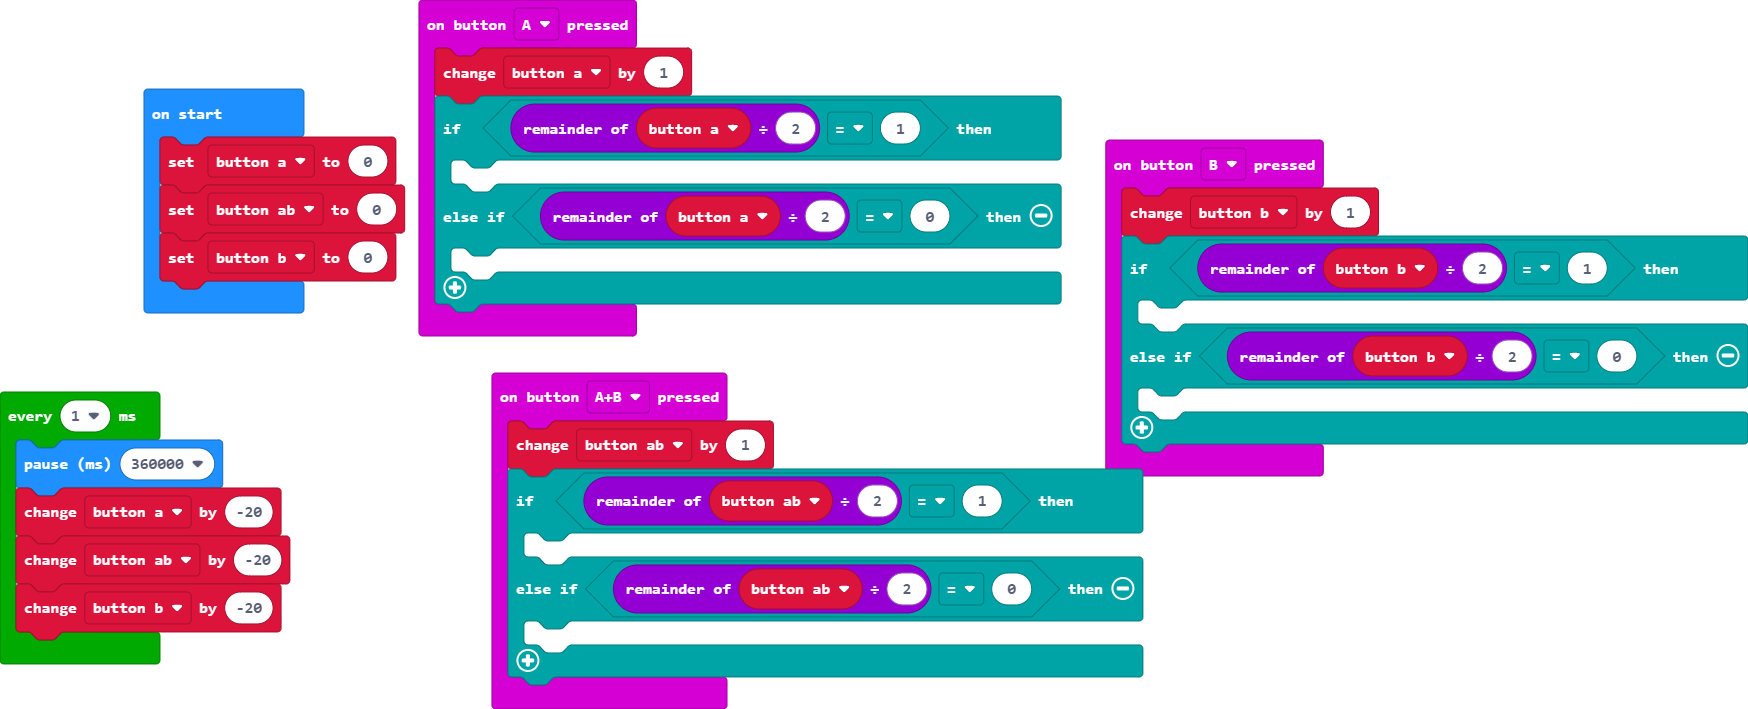 on start
set button a to 0
set button ab to 0
set button b to 0
on button A pressed
change button a by 1
if remainder of button a ÷ 2 = 1 then
else if remainder of button a ÷ 2 = 0 then
on button B pressed
change button b by 1
if remainder of button b ÷ 2 = 1 then
else if remainder of button b ÷ 2 = 0 then
every 1 ms
pause (ms) 360000
change button a by -20
change button ab by -20
change button b by -20
on button A+B pressed
change button ab by 1
if remainder of button ab ÷ 2 = 1 then
else if remainder of button ab ÷ 2 = 0 then